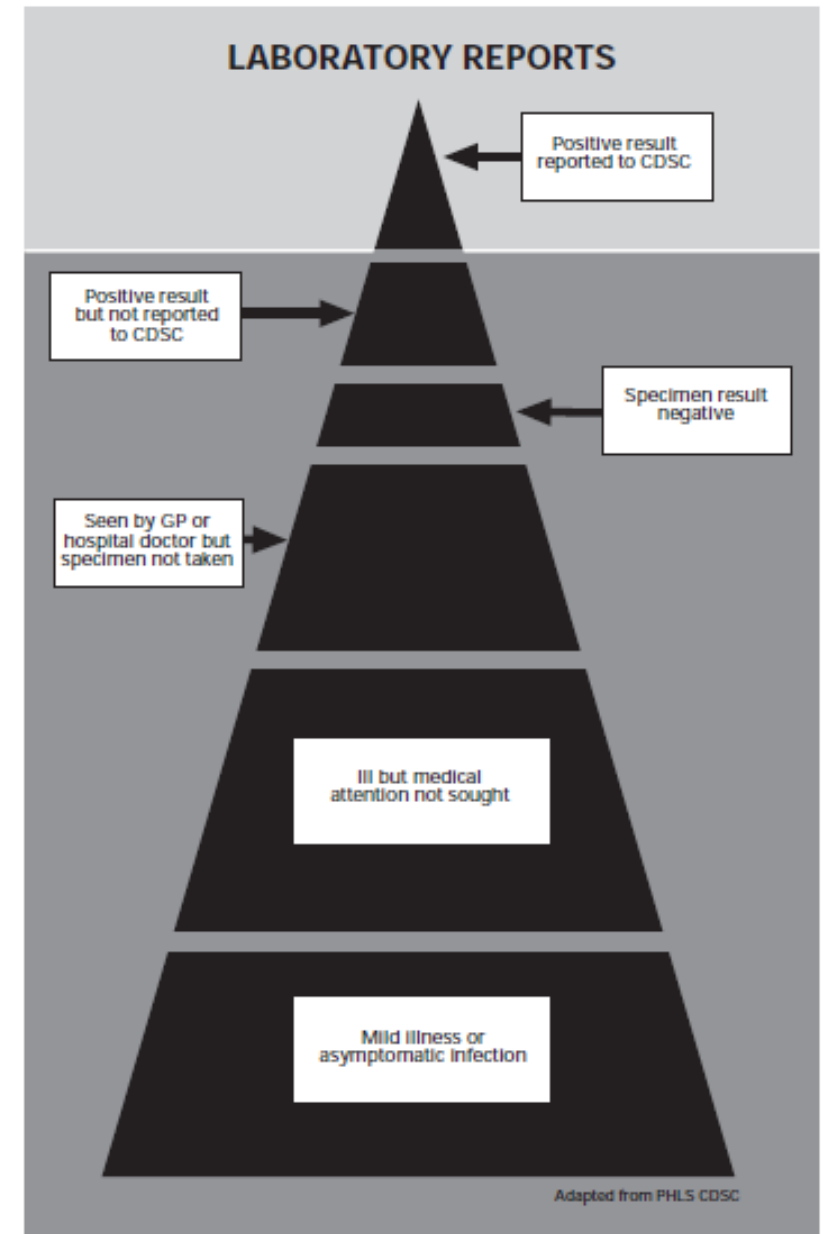 LABORATORY REPORTS
Positive result
reported to CDSC
Positive result
but not reported
to CDSC
Specimen result
negative
Seen by GP or
hospital doctor but
specimen not taken
Ill but medical
attention not sought
Mild illness or
asymptomatic infection
Adapted from PHLS CDSC